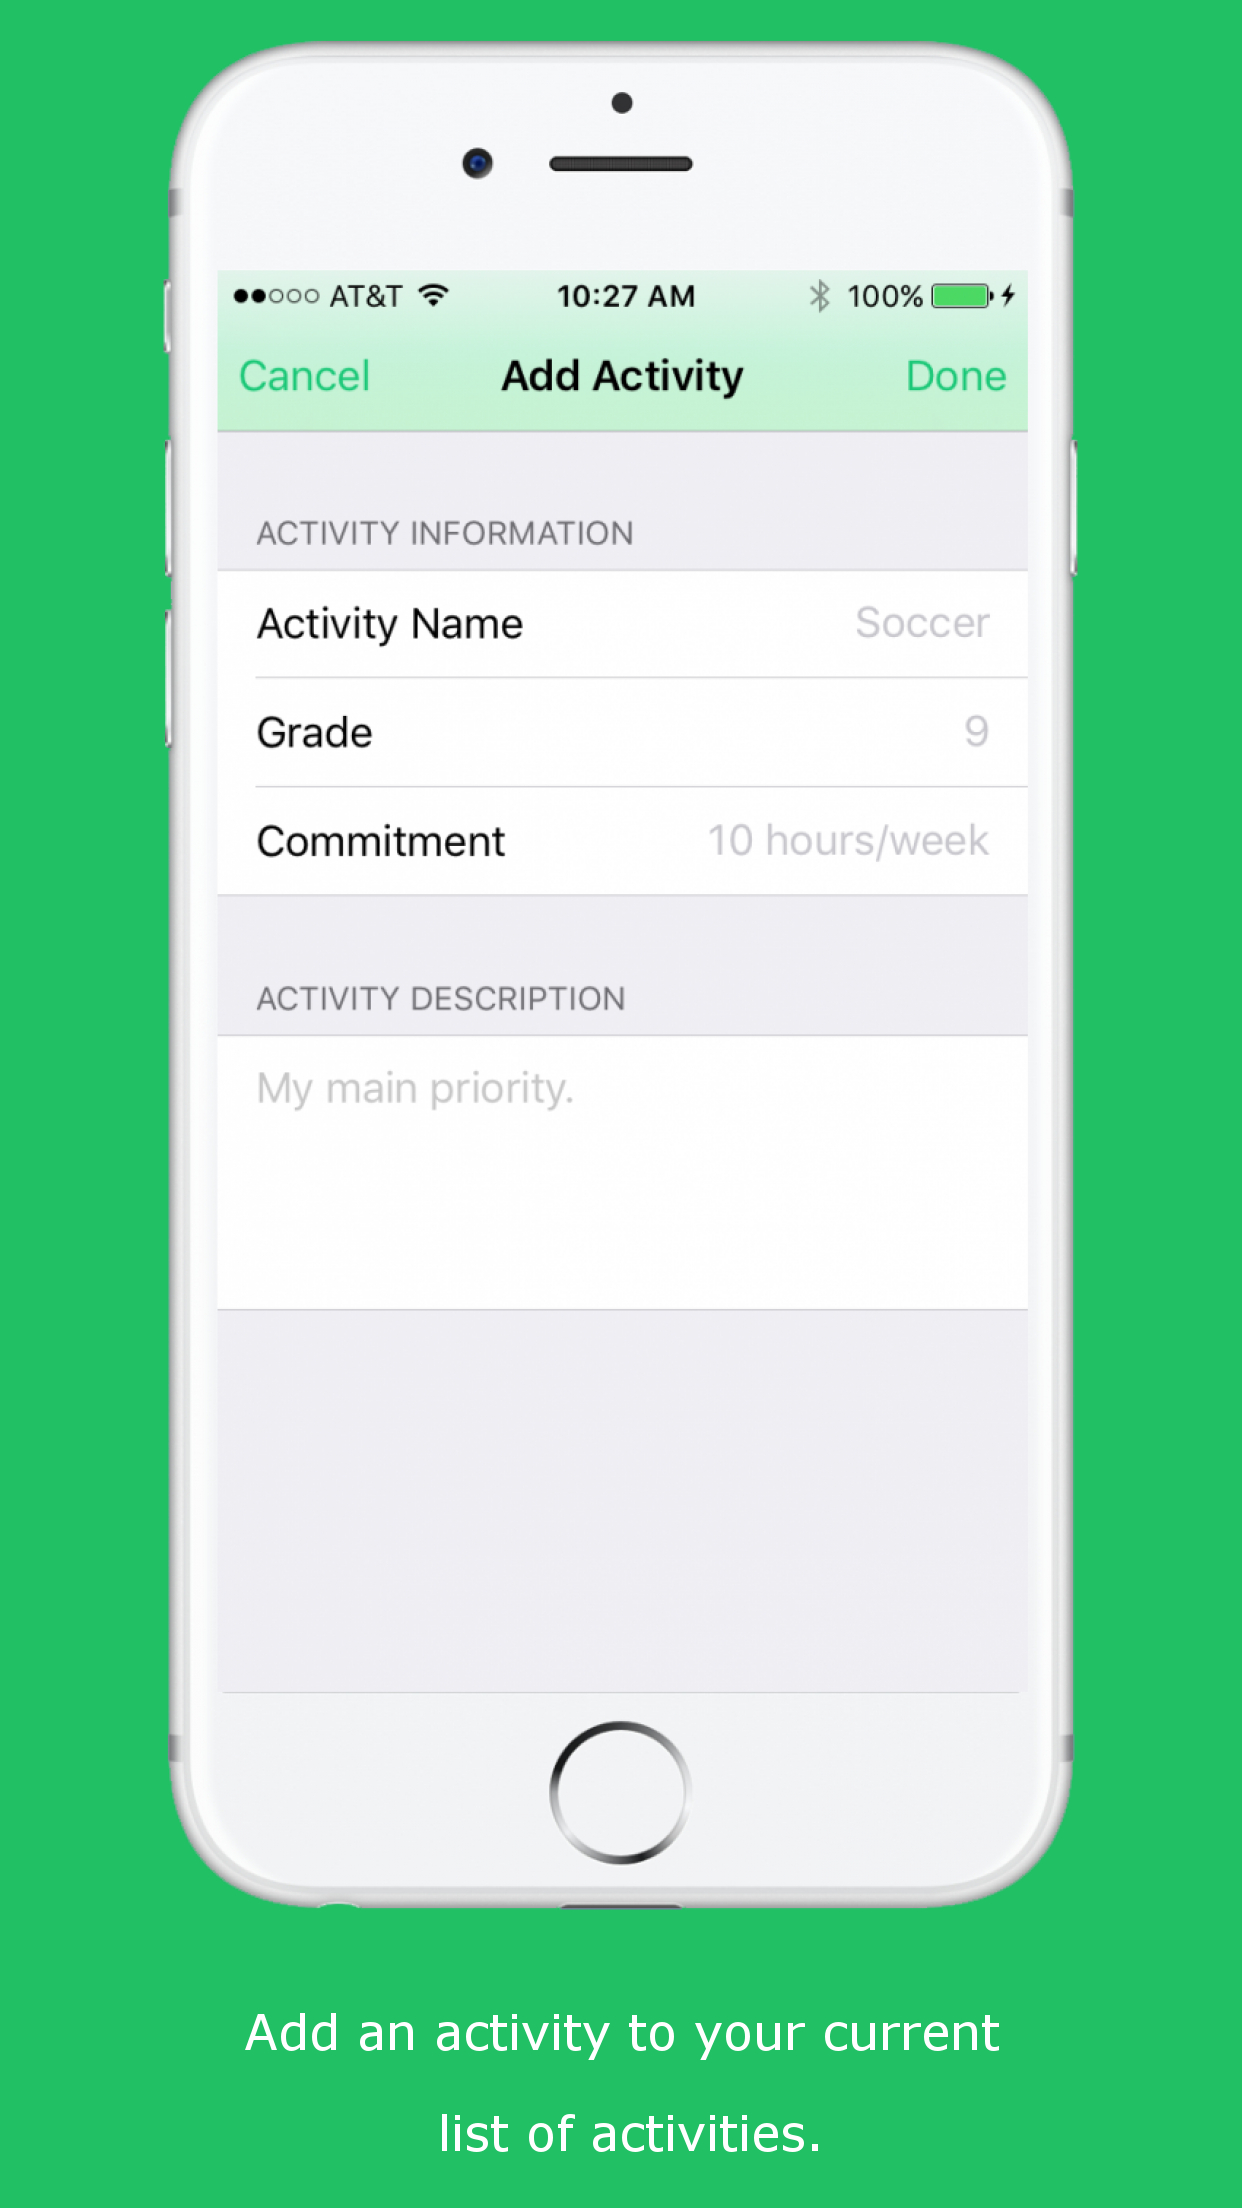 AT&T 10:27 AM 100%
Cancel Add Activity Done
ACTIVITY INFORMATION
Activity Name Soccer
Grade 9
Commitment 10 hours/week
ACTIVITY DESCRIPTION
My main priority.
Add an activity to your current
list of activities.